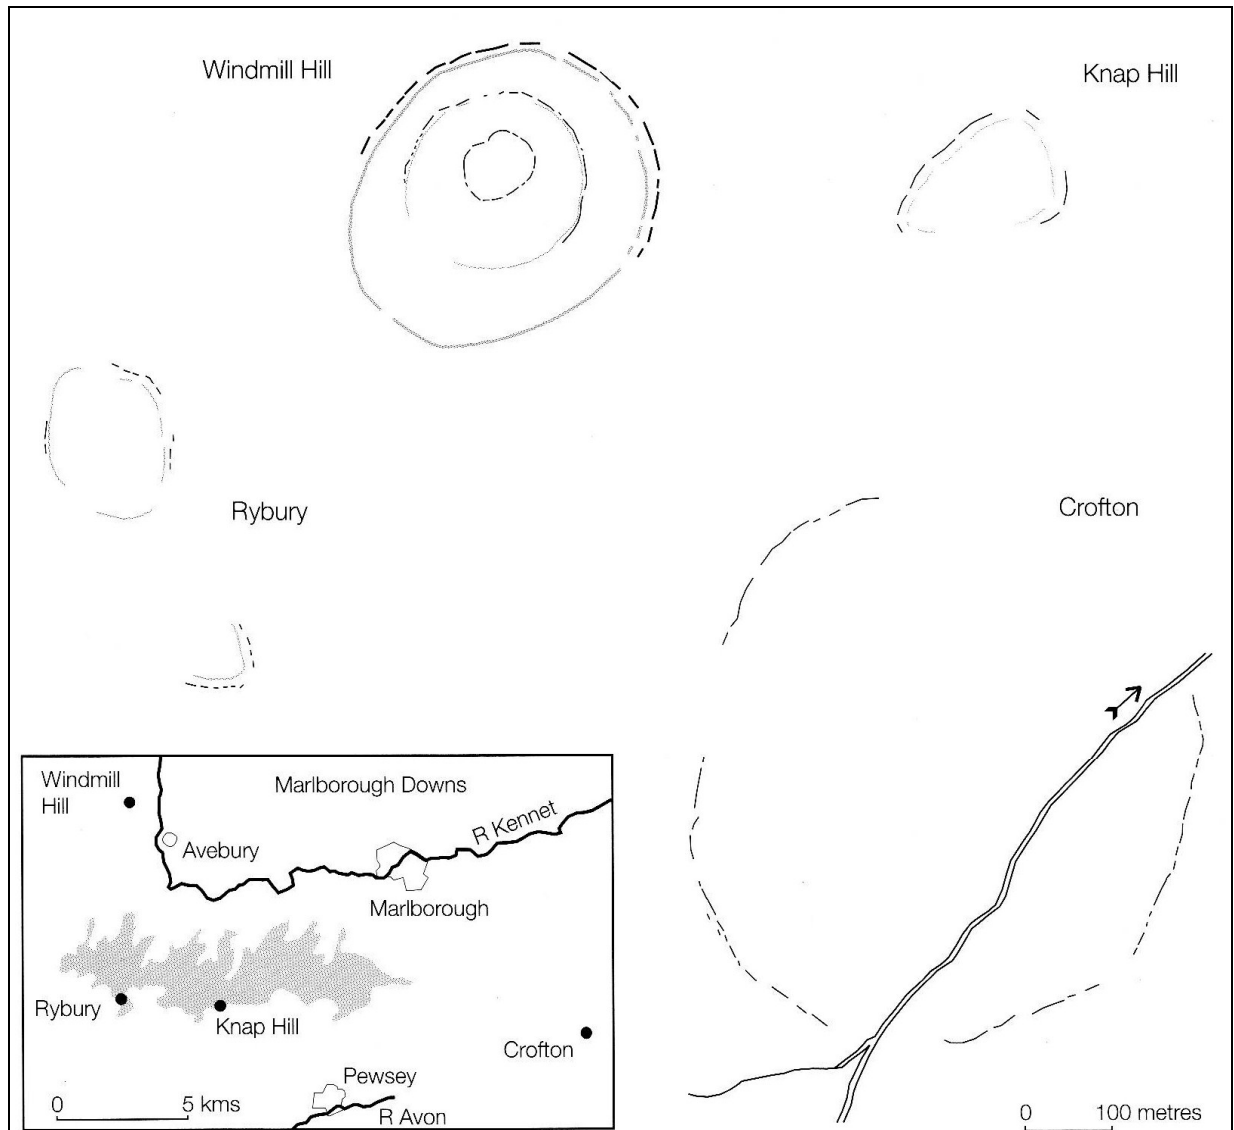 Windmill Hill
Knap Hill
Rybury
Crofton
Windmill
Hill
Marlborough Downs
R Kennet
Avebury
Marlborough
Rybury
Knap Hill
Crofton
Pewsey
0 5 kms
R Avon
0 100 metres